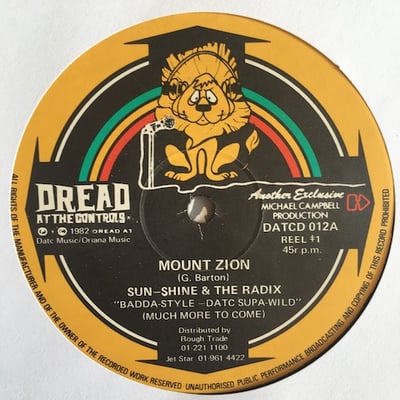 DREAD
AT THE CONTROLS
℗ · © 1982 DREAD A1
Datc Music/Oriana Music
Another Exclusive
MICHAEL CAMPBELL
PRODUCTION
DATCD 012A
REEL #1
45r.p.m.
MOUNT ZION
(G. Barton)
SUN-SHINE & THE RADIX
"BADDA-STYLE -DATC SUPA-WILD"
(MUCH MORE TO COME)
Distributed by
Rough Trade
01-221 1100
Jet Star 01-961 4422
ALL RIGHTS OF THE MANUFACTURER AND OF THE OWNER OF THE RECORDED WORK RESERVED · UNAUTHORISED PUBLIC PERFORMANCE BROADCASTING AND COPYING OF THIS RECORD PROHIBITED